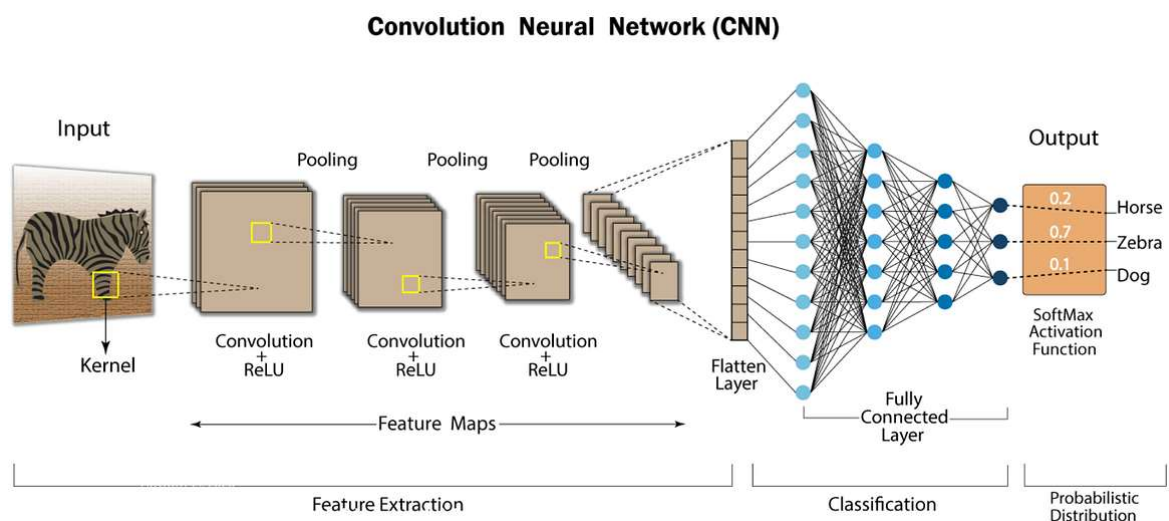 Convolution Neural Network (CNN)
Input
Output
Pooling
Pooling
Pooling
Kernel
Convolution
+
ReLU
Convolution
+
ReLU
Convolution
+
ReLU
Flatten
Layer
Fully
Connected
Layer
0.2
0.7
0.1
Horse
Zebra
Dog
SoftMax
Activation
Function
Feature Maps
Feature Extraction
Classification
Probabilistic
Distribution